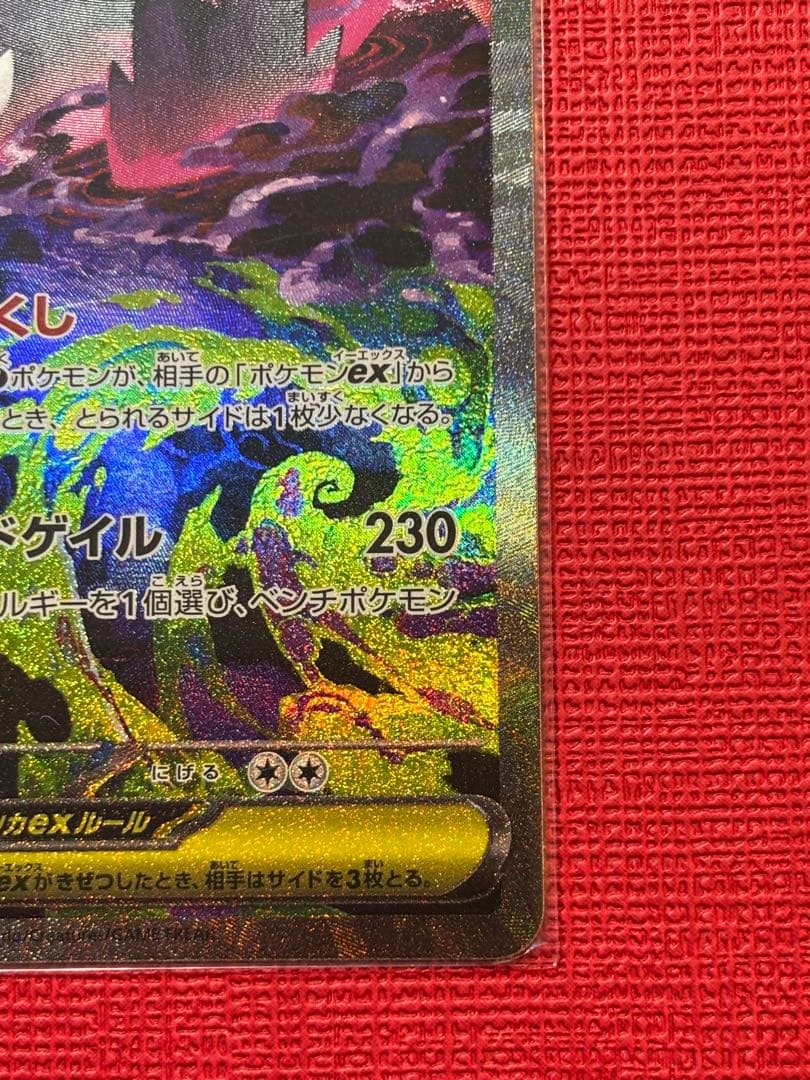 くし
ポケモンが、相手の「ポケモンex」から
とき、とられるサイドは1枚少なくなる。
ドゲイル 230
ルギーを1個選び、ベンチポケモン
にげる
カexルール
exがきぜつしたとき、相手はサイドを3枚とる。
/Creatures/GAME FREAK